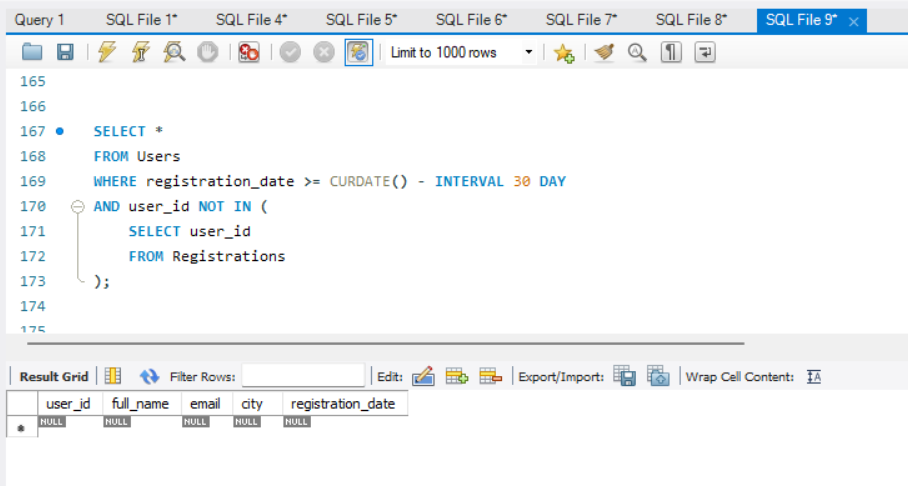 Query 1 SQL File 1* SQL File 4* SQL File 5* SQL File 6* SQL File 7* SQL File 8* SQL File 9* ×
Limit to 1000 rows
165
166
167 SELECT *
168 FROM Users
169 WHERE registration_date >= CURDATE() - INTERVAL 30 DAY
170 AND user_id NOT IN (
171 SELECT user_id
172 FROM Registrations
173 );
174
175
Result Grid Filter Rows: Edit: Export/Import: Wrap Cell Content: IA
user_id full_name email city registration_date
* NULL NULL NULL NULL NULL